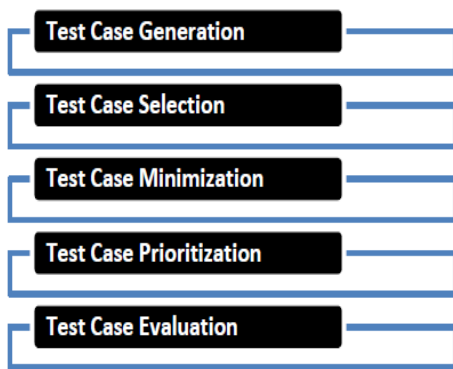 Test Case Generation
Test Case Selection
Test Case Minimization
Test Case Prioritization
Test Case Evaluation